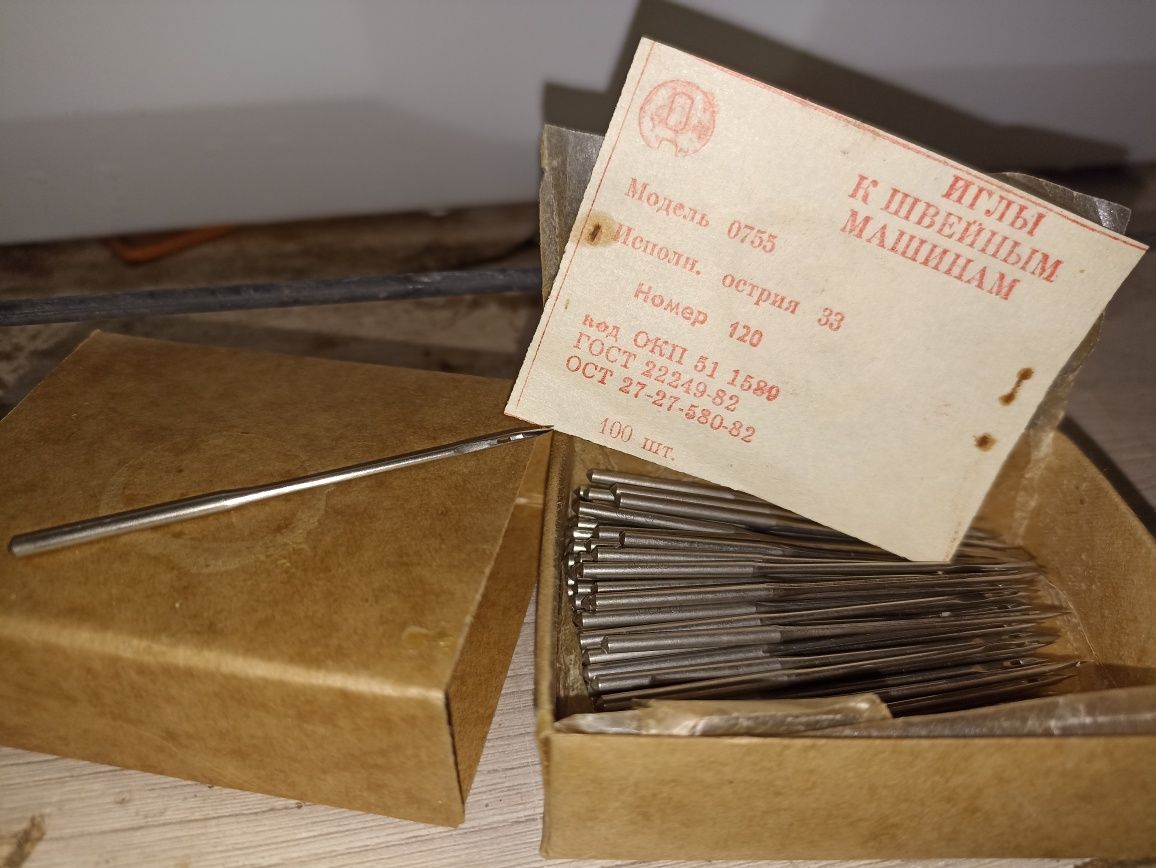 ИГЛЫ
К ШВЕЙНЫМ
МАШИНАМ
Модель 0755
Исполн. острия 33
Номер 120
код ОКП 51 1580
ГОСТ 22249-82
ОСТ 27-27-580-82
100 шт.